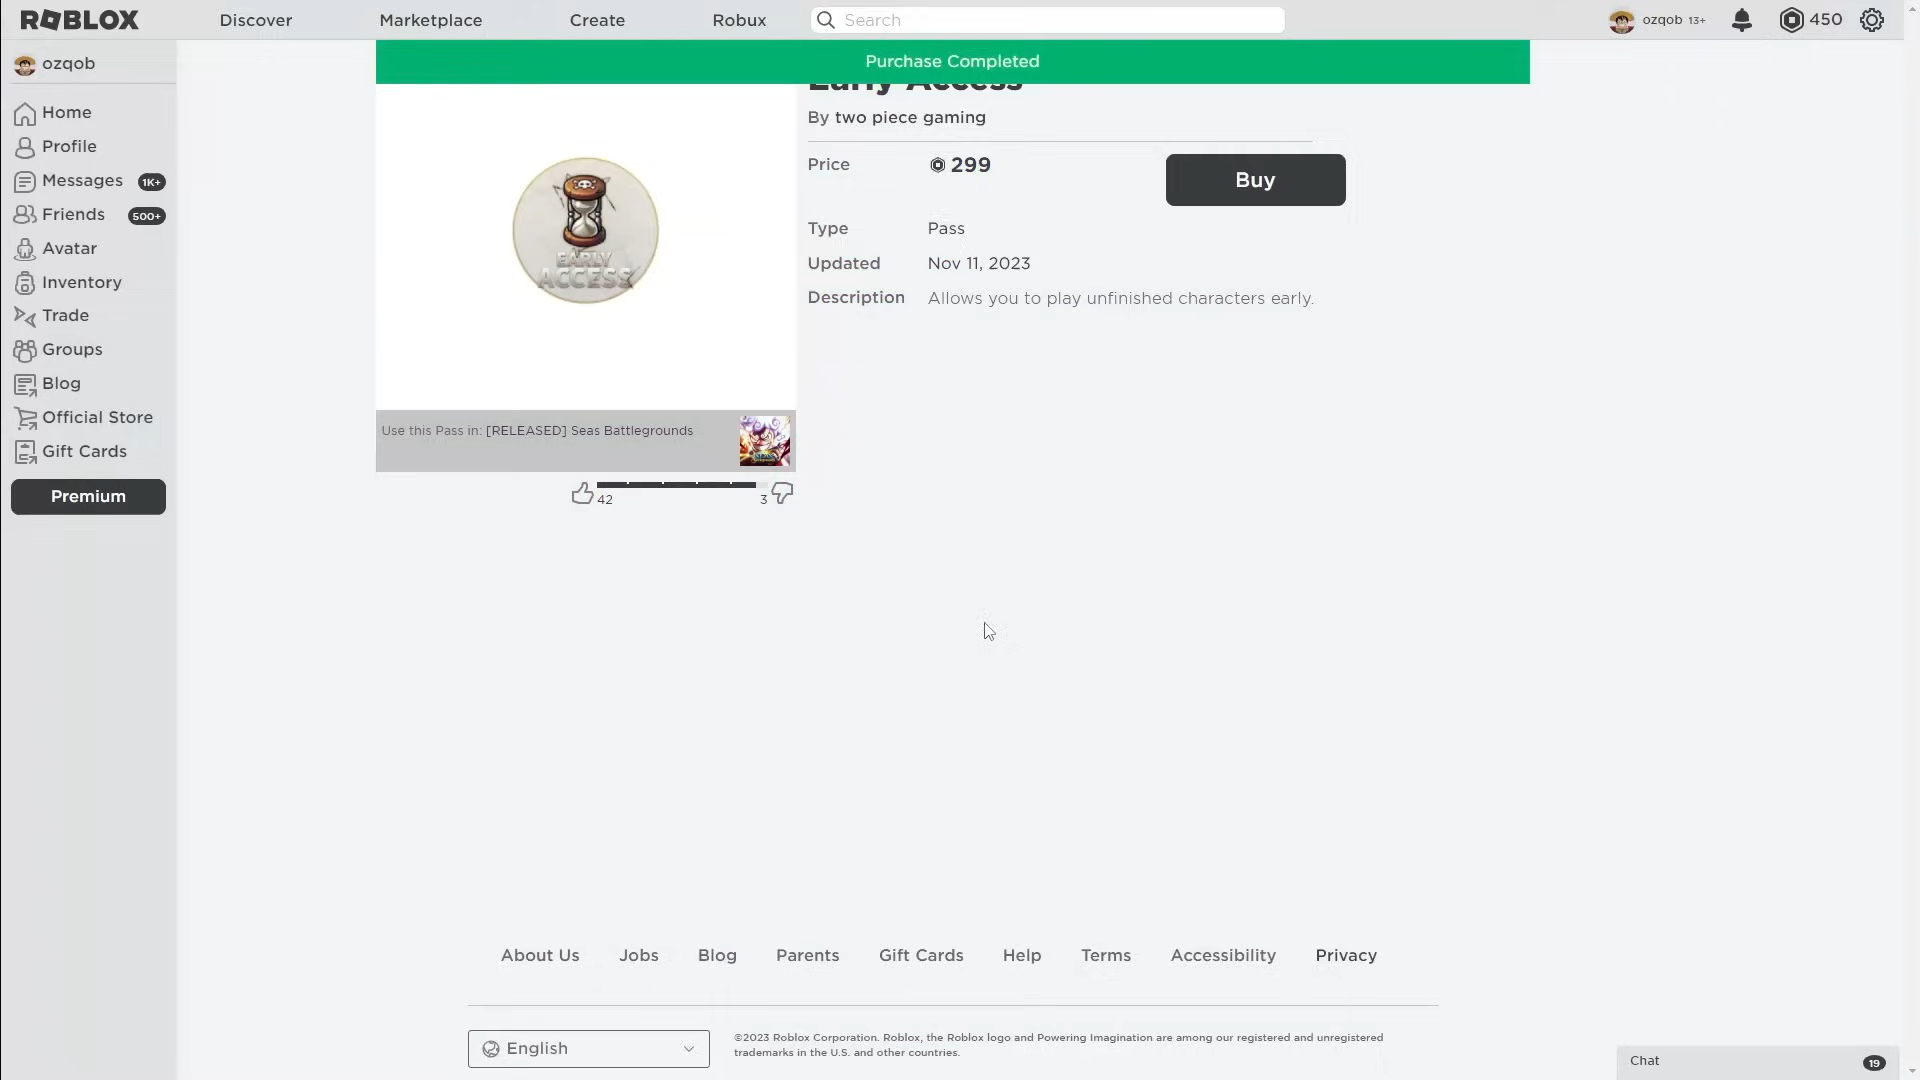 ROBLOX
Discover
Marketplace
Create
Robux
Search
ozqob 13+
450
ozqob
Purchase Completed
Early Access
By two piece gaming
Home
Profile
Messages 1K+
Friends 500+
Avatar
Inventory
Trade
Groups
Blog
Official Store
Gift Cards
Premium
Price 299
Buy
Type Pass
Updated Nov 11, 2023
Description Allows you to play unfinished characters early.
EARLY
ACCESS
Use this Pass in: [RELEASED] Seas Battlegrounds
42
3
About Us
Jobs
Blog
Parents
Gift Cards
Help
Terms
Accessibility
Privacy
English
©2023 Roblox Corporation. Roblox, the Roblox logo and Powering Imagination are among our registered and unregistered
trademarks in the U.S. and other countries.
Chat 19